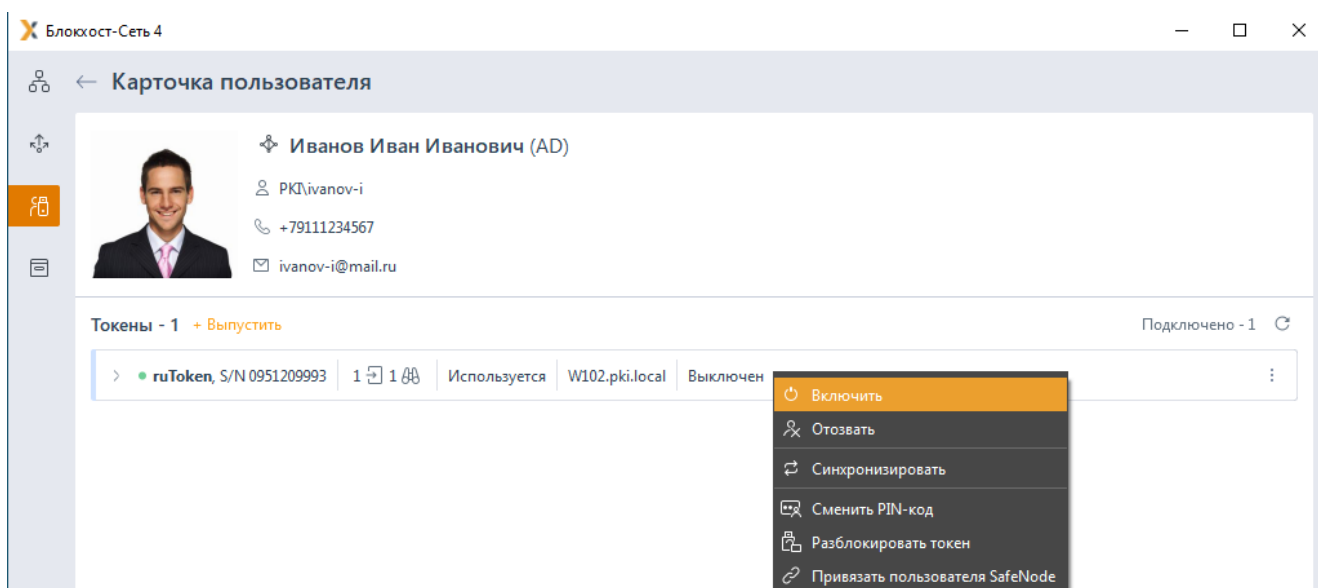 Блокхост-Сеть 4
Карточка пользователя
Иванов Иван Иванович (AD)
PKI\ivanov-i
+79111234567
ivanov-i@mail.ru
Токены - 1 + Выпустить Подключено - 1
ruToken, S/N 0951209993 1 1 Используется W102.pki.local Выключен
Включить
Отозвать
Синхронизировать
Сменить PIN-код
Разблокировать токен
Привязать пользователя SafeNode